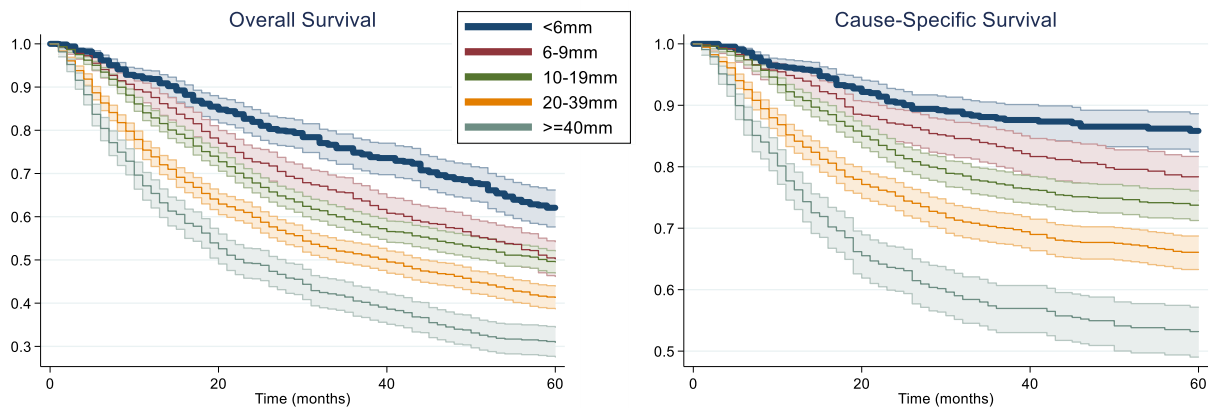 Overall Survival
1.0
0.9
0.8
0.7
0.6
0.5
0.4
0.3
0
20
40
60
Time (months)
<6mm
6-9mm
10-19mm
20-39mm
>=40mm
Cause-Specific Survival
1.0
0.9
0.8
0.7
0.6
0.5
0
20
40
60
Time (months)